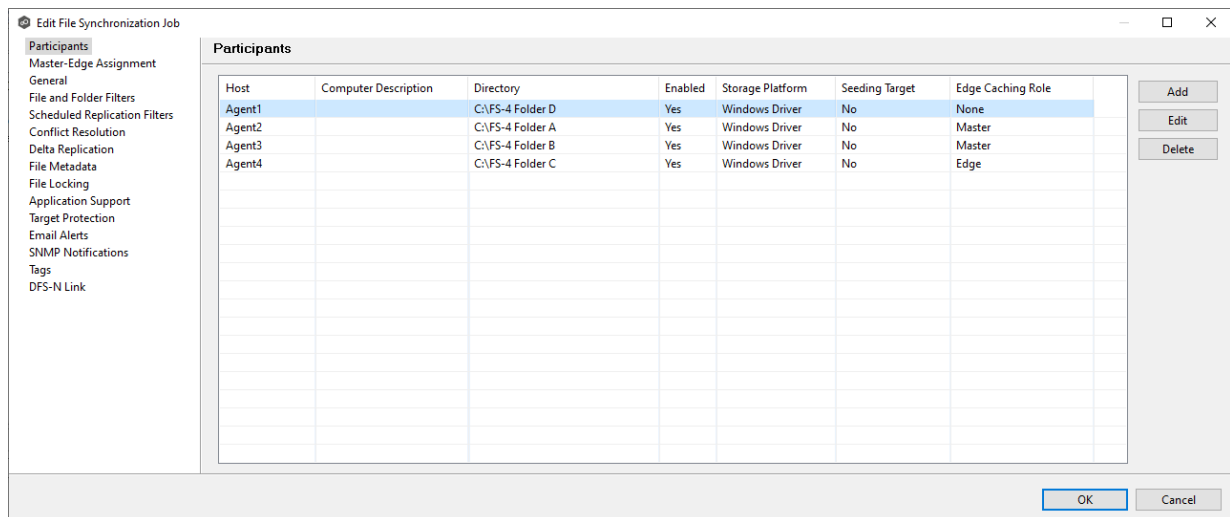 Edit File Synchronization Job
Participants
Master-Edge Assignment
General
File and Folder Filters
Scheduled Replication Filters
Conflict Resolution
Delta Replication
File Metadata
File Locking
Application Support
Target Protection
Email Alerts
SNMP Notifications
Tags
DFS-N Link
Participants
Host Computer Description Directory Enabled Storage Platform Seeding Target Edge Caching Role
Agent1 C:\FS-4 Folder D Yes Windows Driver No None
Agent2 C:\FS-4 Folder A Yes Windows Driver No Master
Agent3 C:\FS-4 Folder B Yes Windows Driver No Master
Agent4 C:\FS-4 Folder C Yes Windows Driver No Edge
Add
Edit
Delete
OK Cancel